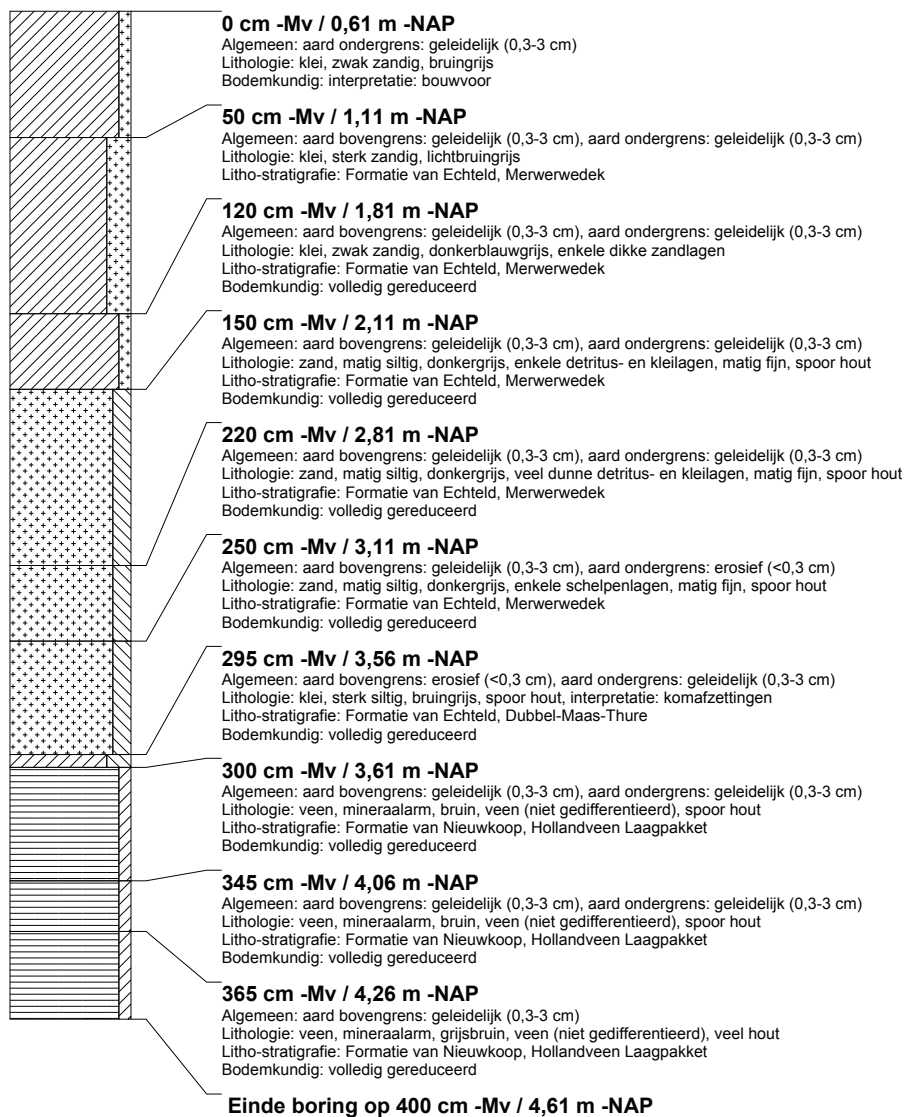 0 cm -Mv / 0,61 m -NAP
Algemeen: aard ondergrens: geleidelijk (0,3-3 cm)
Lithologie: klei, zwak zandig, bruingrijs
Bodemkundig: interpretatie: bouwvoor
50 cm -Mv / 1,11 m -NAP
Algemeen: aard bovengrens: geleidelijk (0,3-3 cm), aard ondergrens: geleidelijk (0,3-3 cm)
Lithologie: klei, sterk zandig, lichtbruingrijs
Litho-stratigrafie: Formatie van Echteld, Merwerwedek
120 cm -Mv / 1,81 m -NAP
Algemeen: aard bovengrens: geleidelijk (0,3-3 cm), aard ondergrens: geleidelijk (0,3-3 cm)
Lithologie: klei, zwak zandig, donkerblauwgrijs, enkele dikke zandlagen
Litho-stratigrafie: Formatie van Echteld, Merwerwedek
Bodemkundig: volledig gereduceerd
150 cm -Mv / 2,11 m -NAP
Algemeen: aard bovengrens: geleidelijk (0,3-3 cm), aard ondergrens: geleidelijk (0,3-3 cm)
Lithologie: zand, matig siltig, donkergrijs, enkele detritus- en kleilagen, matig fijn, spoor hout
Litho-stratigrafie: Formatie van Echteld, Merwerwedek
Bodemkundig: volledig gereduceerd
220 cm -Mv / 2,81 m -NAP
Algemeen: aard bovengrens: geleidelijk (0,3-3 cm), aard ondergrens: geleidelijk (0,3-3 cm)
Lithologie: zand, matig siltig, donkergrijs, veel dunne detritus- en kleilagen, matig fijn, spoor hout
Litho-stratigrafie: Formatie van Echteld, Merwerwedek
Bodemkundig: volledig gereduceerd
250 cm -Mv / 3,11 m -NAP
Algemeen: aard bovengrens: geleidelijk (0,3-3 cm), aard ondergrens: erosief (<0,3 cm)
Lithologie: zand, matig siltig, donkergrijs, enkele schelpenlagen, matig fijn, spoor hout
Litho-stratigrafie: Formatie van Echteld, Merwerwedek
Bodemkundig: volledig gereduceerd
295 cm -Mv / 3,56 m -NAP
Algemeen: aard bovengrens: erosief (<0,3 cm), aard ondergrens: geleidelijk (0,3-3 cm)
Lithologie: klei, sterk siltig, bruingrijs, spoor hout, interpretatie: komafzettingen
Litho-stratigrafie: Formatie van Echteld, Dubbel-Maas-Thure
Bodemkundig: volledig gereduceerd
300 cm -Mv / 3,61 m -NAP
Algemeen: aard bovengrens: geleidelijk (0,3-3 cm), aard ondergrens: geleidelijk (0,3-3 cm)
Lithologie: veen, mineraalarm, bruin, veen (niet gedifferentieerd), spoor hout
Litho-stratigrafie: Formatie van Nieuwkoop, Hollandveen Laagpakket
Bodemkundig: volledig gereduceerd
345 cm -Mv / 4,06 m -NAP
Algemeen: aard bovengrens: geleidelijk (0,3-3 cm), aard ondergrens: geleidelijk (0,3-3 cm)
Lithologie: veen, mineraalarm, bruin, veen (niet gedifferentieerd), spoor hout
Litho-stratigrafie: Formatie van Nieuwkoop, Hollandveen Laagpakket
Bodemkundig: volledig gereduceerd
365 cm -Mv / 4,26 m -NAP
Algemeen: aard bovengrens: geleidelijk (0,3-3 cm)
Lithologie: veen, mineraalarm, grijsbruin, veen (niet gedifferentieerd), veel hout
Litho-stratigrafie: Formatie van Nieuwkoop, Hollandveen Laagpakket
Bodemkundig: volledig gereduceerd
Einde boring op 400 cm -Mv / 4,61 m -NAP